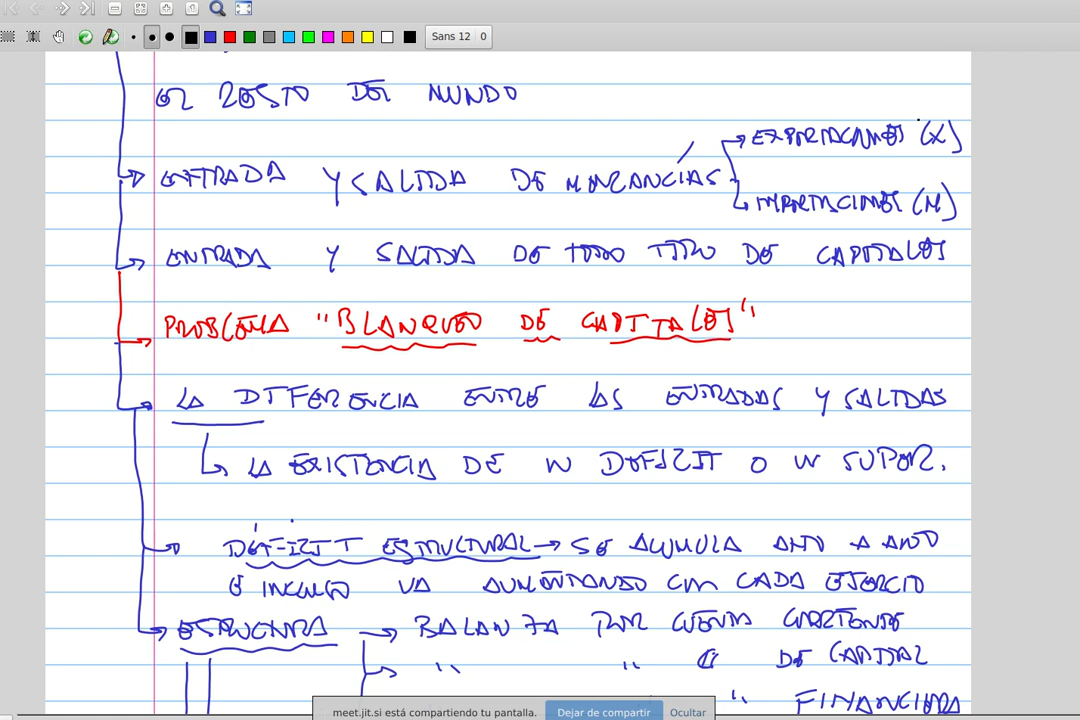 Sans 12 0
EL RESTO DEL MUNDO
EXPORTACIONES (X)
ENTRADA Y SALIDA DE MERCANCÍAS
IMPORTACIONES (M)
ENTRADA Y SALIDA DE TODO TIPO DE CAPITALES
PROBLEMA "BLANQUEO DE CAPITALES"
LA DIFERENCIA ENTRE LAS ENTRADAS Y SALIDAS
LA EXISTENCIA DE UN DEFICIT O UN SUPER.
DÉFICIT ESTRUCTURAL → SE ACUMULA AÑO A AÑO
E INCLUSO VA AUMENTANDO CON CADA EJERCICIO
ESTRUCTURA → BALANZA POR CUENTA CORRIENTE
" " DE CAPITAL
" FINANCIERA
meet.jit.si está compartiendo tu pantalla. Dejar de compartir Ocultar